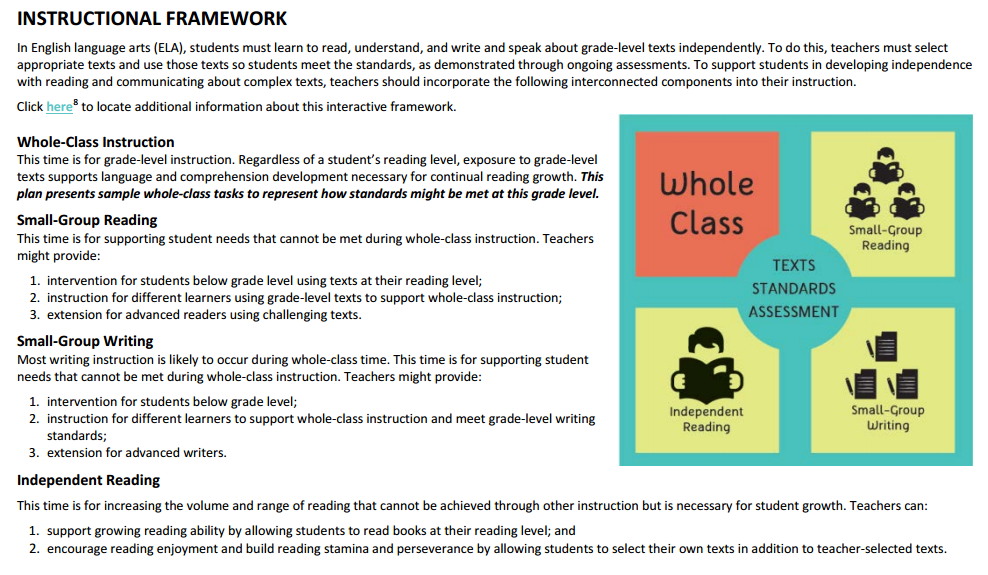 INSTRUCTIONAL FRAMEWORK
In English language arts (ELA), students must learn to read, understand, and write and speak about grade-level texts independently. To do this, teachers must select
appropriate texts and use those texts so students meet the standards, as demonstrated through ongoing assessments. To support students in developing independence
with reading and communicating about complex texts, teachers should incorporate the following interconnected components into their instruction.
Click here⁸ to locate additional information about this interactive framework.
Whole-Class Instruction
This time is for grade-level instruction. Regardless of a student’s reading level, exposure to grade-level
texts supports language and comprehension development necessary for continual reading growth. This
plan presents sample whole-class tasks to represent how standards might be met at this grade level.
Small-Group Reading
This time is for supporting student needs that cannot be met during whole-class instruction. Teachers
might provide:
1. intervention for students below grade level using texts at their reading level;
2. instruction for different learners using grade-level texts to support whole-class instruction;
3. extension for advanced readers using challenging texts.
Small-Group Writing
Most writing instruction is likely to occur during whole-class time. This time is for supporting student
needs that cannot be met during whole-class instruction. Teachers might provide:
1. intervention for students below grade level;
2. instruction for different learners to support whole-class instruction and meet grade-level writing
standards;
3. extension for advanced writers.
Whole
Class
Small-Group
Reading
TEXTS
STANDARDS
ASSESSMENT
Independent
Reading
Small-Group
Writing
Independent Reading
This time is for increasing the volume and range of reading that cannot be achieved through other instruction but is necessary for student growth. Teachers can:
1. support growing reading ability by allowing students to read books at their reading level; and
2. encourage reading enjoyment and build reading stamina and perseverance by allowing students to select their own texts in addition to teacher-selected texts.